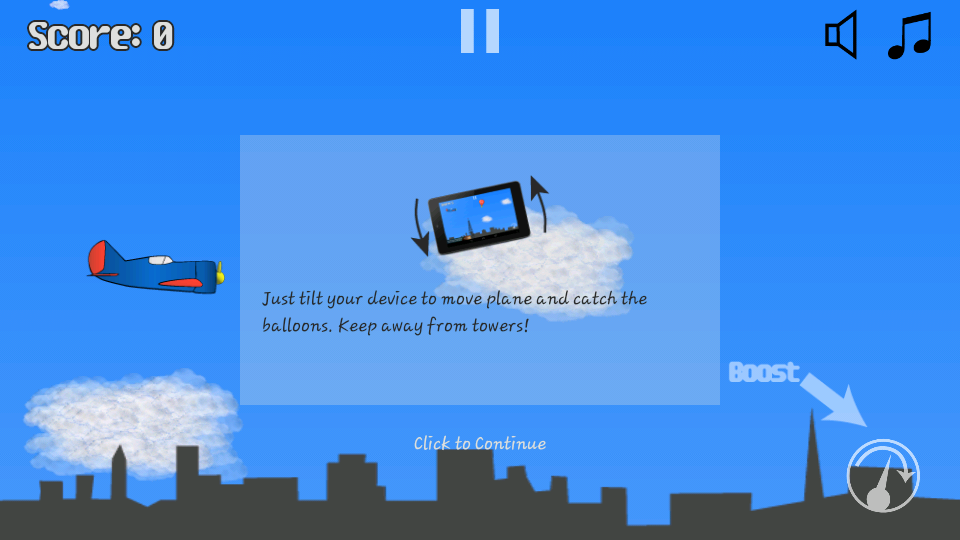 Score: 0
Just tilt your device to move plane and catch the
balloons. Keep away from towers!
Boost
Click to Continue